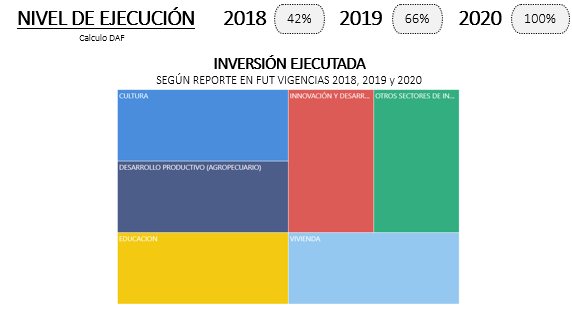 NIVEL DE EJECUCIÓN 2018 42% 2019 66% 2020 100%
Calculo DAF
INVERSIÓN EJECUTADA
SEGÚN REPORTE EN FUT VIGENCIAS 2018, 2019 y 2020
CULTURA
INNOVACIÓN Y DESARR...
OTROS SECTORES DE IN...
DESARROLLO PRODUCTIVO (AGROPECUARIO)
EDUCACION
VIVIENDA